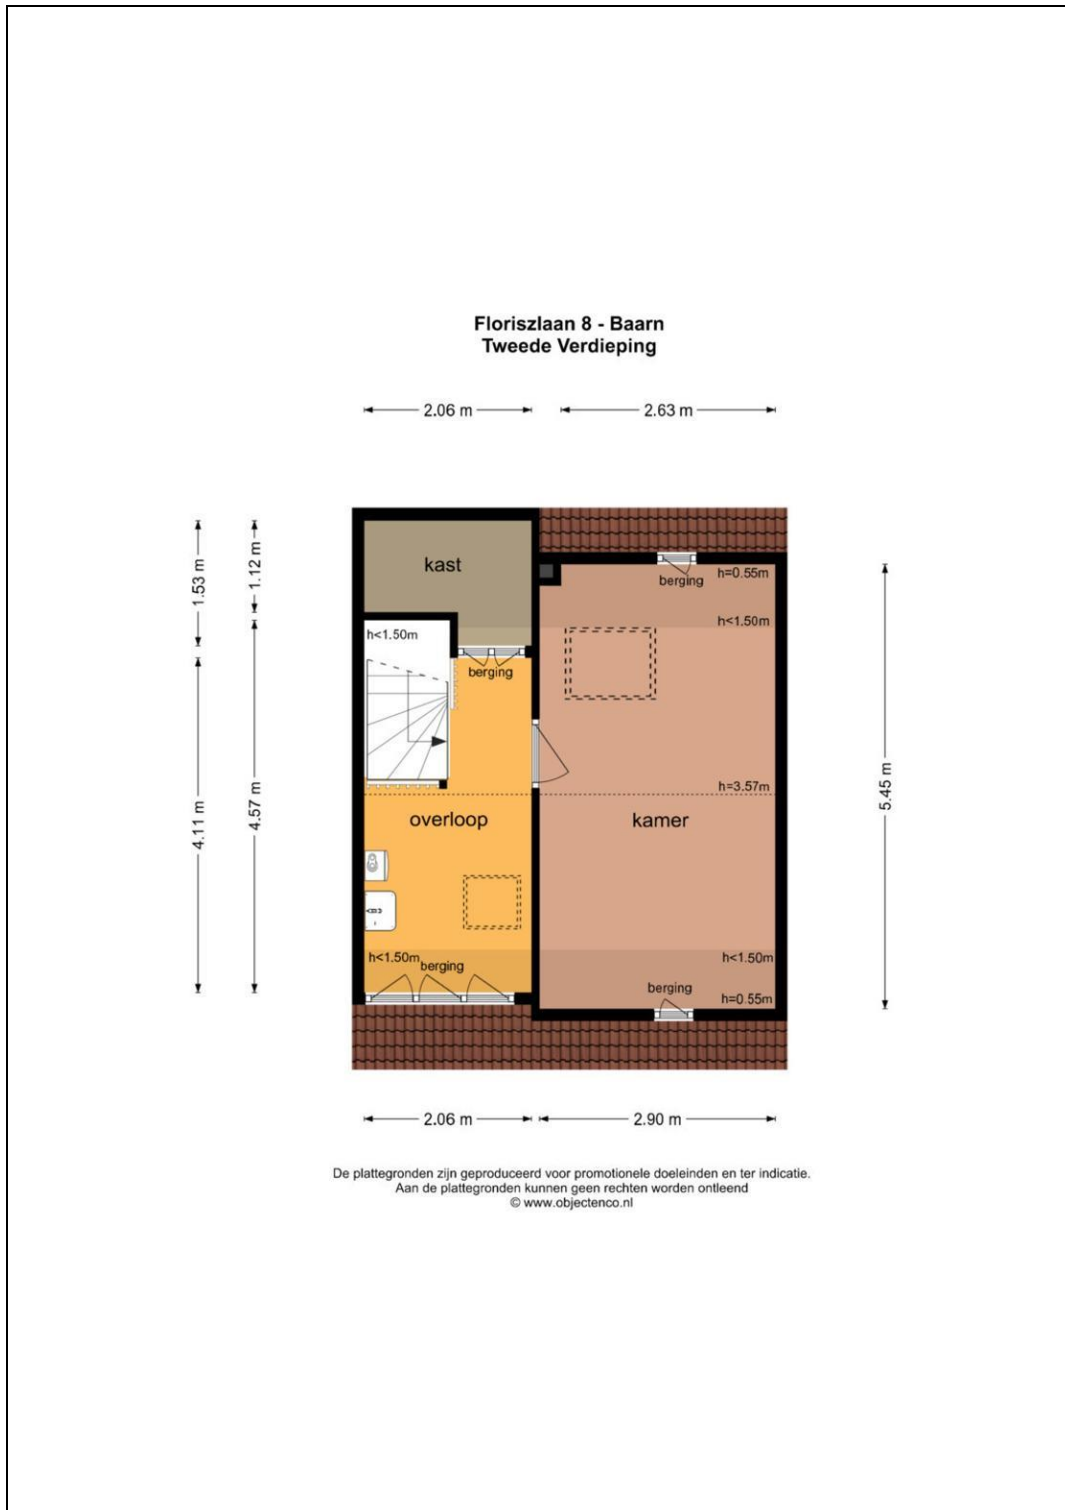 Floriszlaan 8 - Baarn
Tweede Verdieping
2.06 m
2.63 m
1.53 m
1.12 m
kast
berging
h=0.55m
h<1.50m
h<1.50m
berging
4.11 m
4.57 m
5.45 m
h=3.57m
overloop
kamer
h<1.50m
berging
h<1.50m
berging
h=0.55m
2.06 m
2.90 m
De plattegronden zijn geproduceerd voor promotionele doeleinden en ter indicatie.
Aan de plattegronden kunnen geen rechten worden ontleend
© www.objectenco.nl